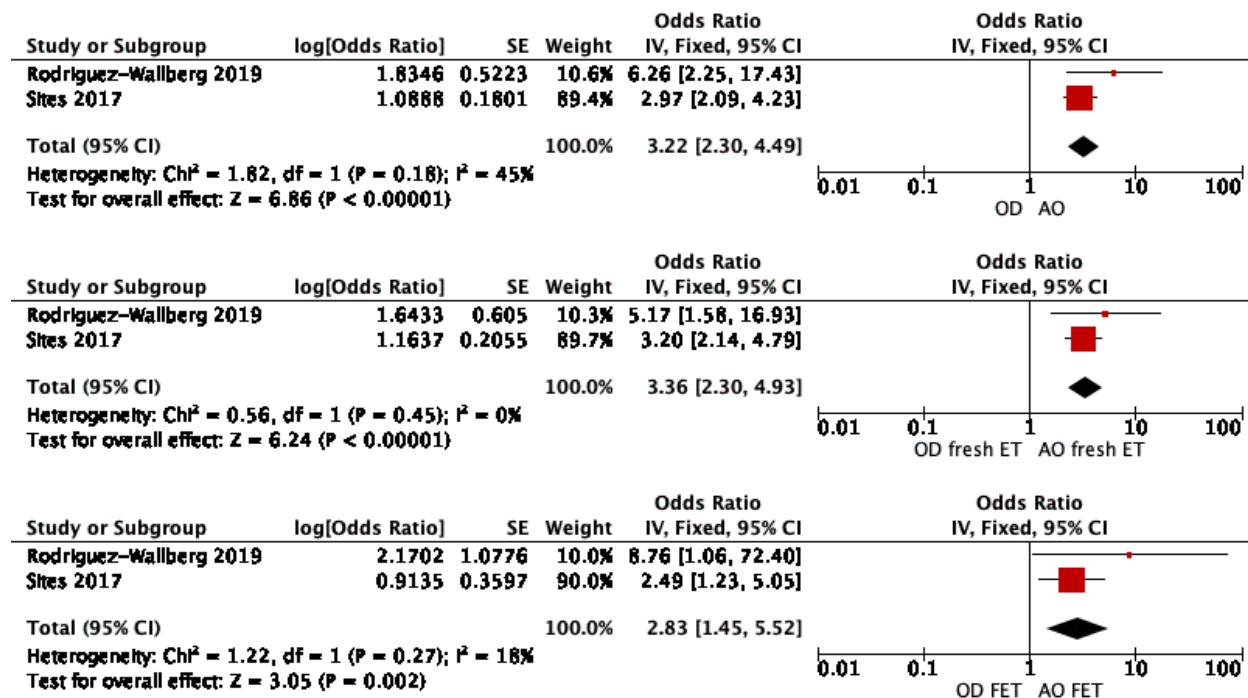 Odds Ratio Odds Ratio
Study or Subgroup log[Odds Ratio] SE Weight IV, Fixed, 95% CI IV, Fixed, 95% CI
Rodriguez-Wallberg 2019 1.8346 0.5223 10.6% 6.26 [2.25, 17.43]
Sites 2017 1.0888 0.1801 89.4% 2.97 [2.09, 4.23]
Total (95% CI) 100.0% 3.22 [2.30, 4.49]
Heterogeneity: Chi² = 1.82, df = 1 (P = 0.18); I² = 45%
Test for overall effect: Z = 6.86 (P < 0.00001)
0.01 0.1 1 10 100
OD AO
Odds Ratio Odds Ratio
Study or Subgroup log[Odds Ratio] SE Weight IV, Fixed, 95% CI IV, Fixed, 95% CI
Rodriguez-Wallberg 2019 1.6433 0.605 10.3% 5.17 [1.58, 16.93]
Sites 2017 1.1637 0.2055 89.7% 3.20 [2.14, 4.79]
Total (95% CI) 100.0% 3.36 [2.30, 4.93]
Heterogeneity: Chi² = 0.56, df = 1 (P = 0.45); I² = 0%
Test for overall effect: Z = 6.24 (P < 0.00001)
0.01 0.1 1 10 100
OD fresh ET AO fresh ET
Odds Ratio Odds Ratio
Study or Subgroup log[Odds Ratio] SE Weight IV, Fixed, 95% CI IV, Fixed, 95% CI
Rodriguez-Wallberg 2019 2.1702 1.0776 10.0% 8.76 [1.06, 72.40]
Sites 2017 0.9135 0.3597 90.0% 2.49 [1.23, 5.05]
Total (95% CI) 100.0% 2.83 [1.45, 5.52]
Heterogeneity: Chi² = 1.22, df = 1 (P = 0.27); I² = 18%
Test for overall effect: Z = 3.05 (P = 0.002)
0.01 0.1 1 10 100
OD FET AO FET